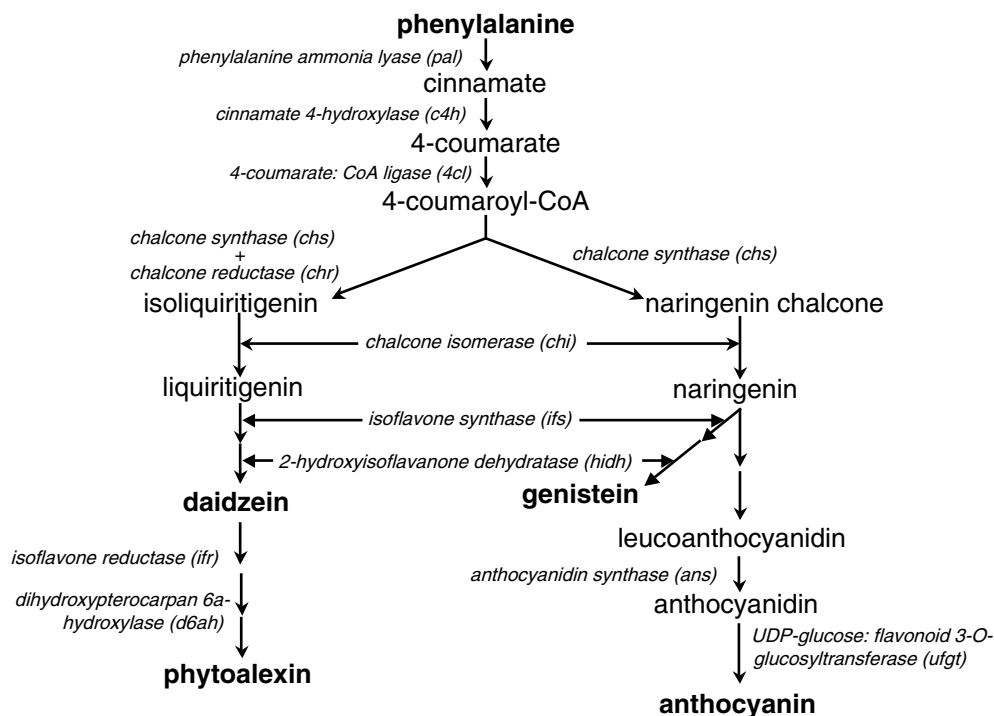 phenylalanine
phenylalanine ammonia lyase (pal)
cinnamate
cinnamate 4-hydroxylase (c4h)
4-coumarate
4-coumarate: CoA ligase (4cl)
4-coumaroyl-CoA
chalcone synthase (chs)
+
chalcone reductase (chr)
chalcone synthase (chs)
isoliquiritigenin
naringenin chalcone
chalcone isomerase (chi)
liquiritigenin
naringenin
isoflavone synthase (ifs)
2-hydroxyisoflavanone dehydratase (hidh)
daidzein
genistein
isoflavone reductase (ifr)
leucoanthocyanidin
anthocyanidin synthase (ans)
dihydroxypterocarpan 6a-
hydroxylase (d6ah)
anthocyanidin
UDP-glucose: flavonoid 3-O-
glucosyltransferase (ufgt)
phytoalexin
anthocyanin